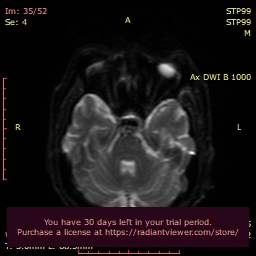 Im: 35/52
Se: 4
A
STP99
STP99
M
Ax DWI B 1000
R
L
You have 30 days left in your trial period.
Purchase a license at https://radiantviewer.com/store/